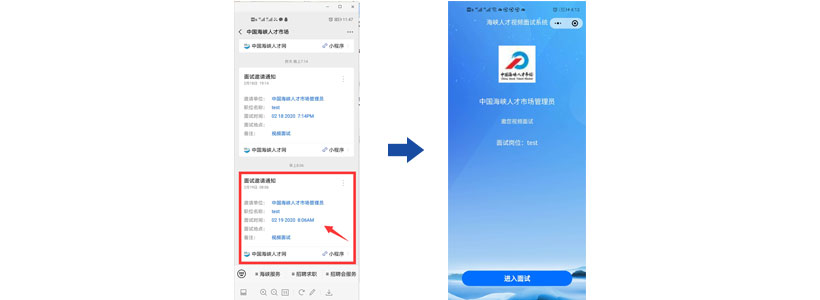 11:47
中国海峡人才市场
中国海峡人才网
小程序
面试邀请通知
邀请单位: 中国海峡人才市场管理员
职位名称: test
面试时间: 02 18 2020 7:14PM
面试地点:
备注: 视频面试
中国海峡人才网
小程序
面试邀请通知
邀请单位: 中国海峡人才市场管理员
职位名称: test
面试时间: 02 19 2020 8:06AM
面试地点:
备注: 视频面试
中国海峡人才网
小程序
海峡服务
招聘求职
招聘会服务
海峡人才视频面试系统
中国海峡人才市场
中国海峡人才市场管理员
邀您视频面试
面试岗位: test
进入面试